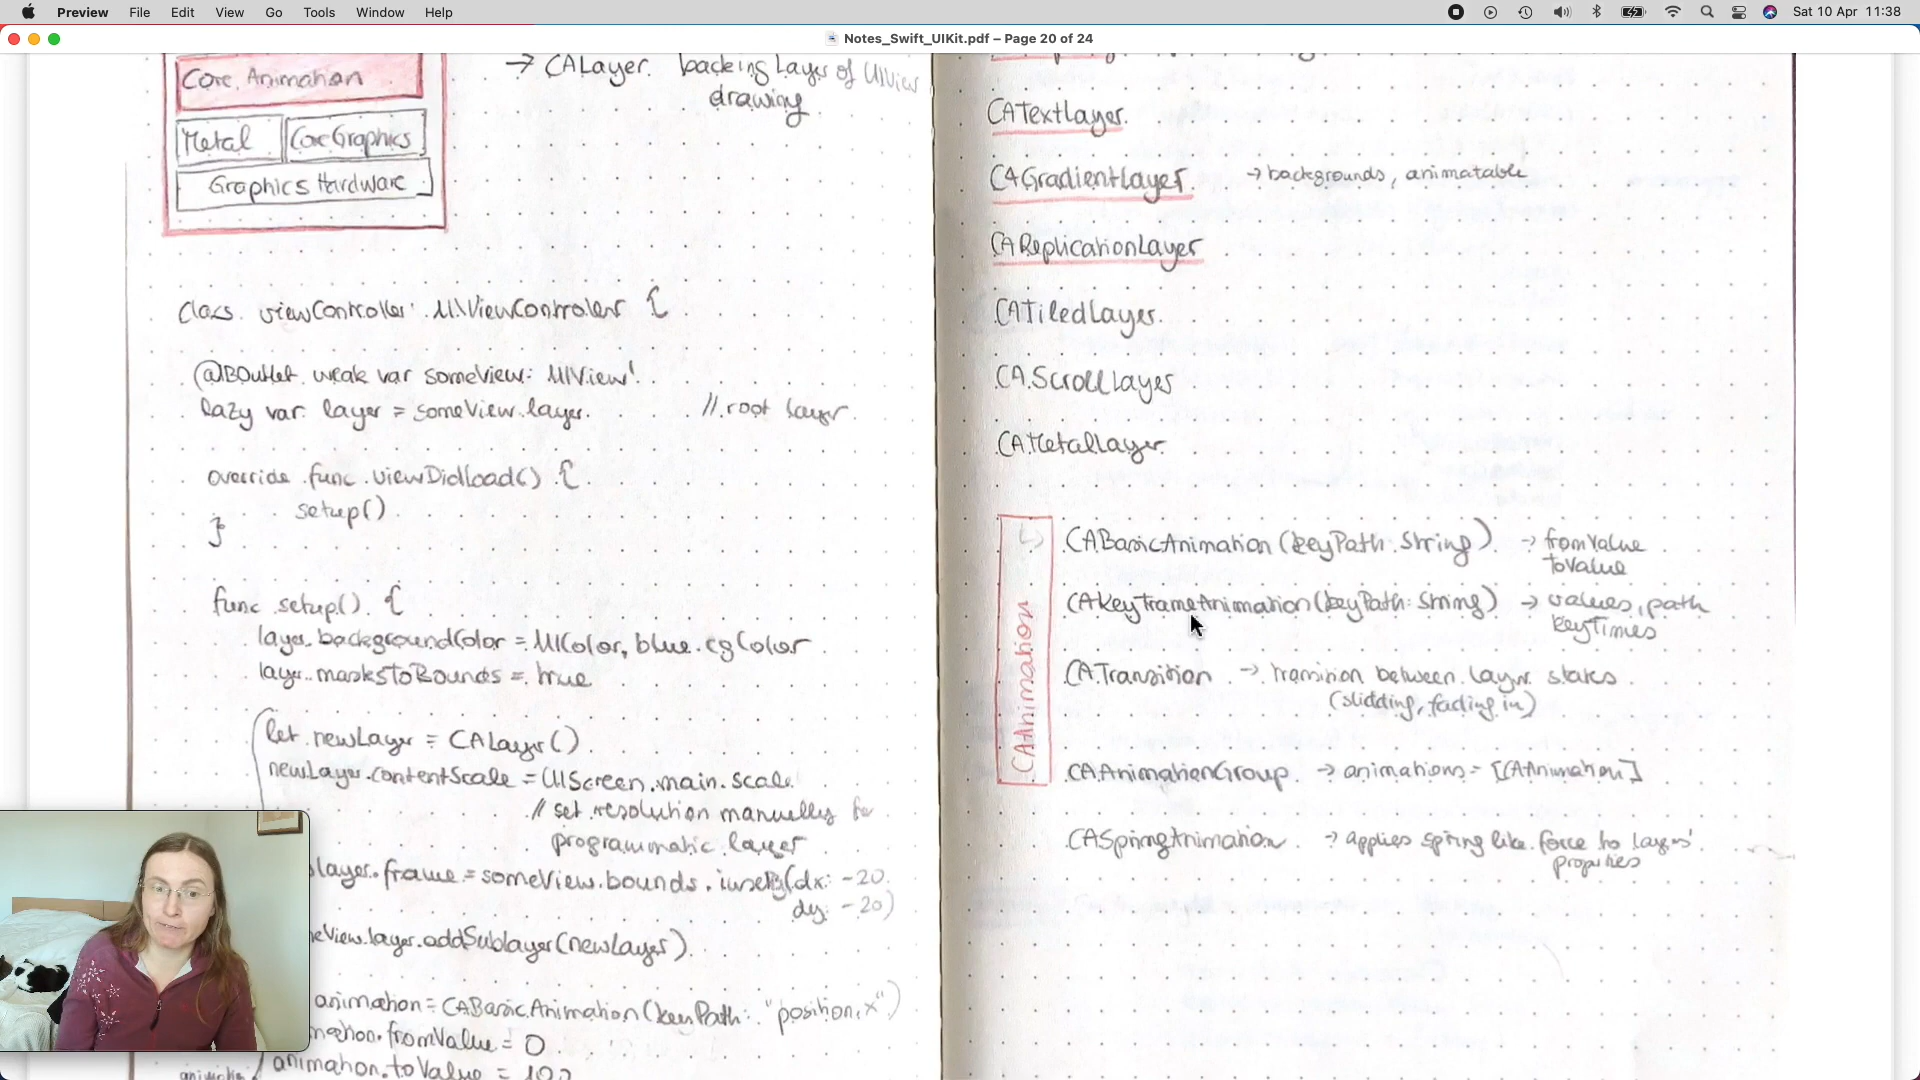 Preview File Edit View Go Tools Window Help
Sat 10 Apr 11:38
Notes_Swift_UIKit.pdf – Page 20 of 24
Core Animation
Metal CoreGraphics
Graphics Hardware
→ CALayer. backing layer of UIView
drawing
class viewController: UIViewController {
@IBOutlet weak var someView: UIView!
lazy var layer = someView.layer // root layer
override func viewDidLoad() {
setup()
}
func setup() {
layer.backgroundColor = UIColor, blue.cgColor
layer.masksToBounds = true
let newLayer = CALayer()
newLayer.contentScale = UIScreen.main.scale
// set resolution manually for
programmatic layer
layer.frame = someView.bounds.insetBy(dx: -20
dy: -20)
eView.layer.addSublayer(newLayer)
animation = CABasicAnimation(keyPath: "position.x")
mation.fromValue = 0
animation.toValue = 100
CATextLayer
CAGradientLayer → backgrounds, animatable
CAReplicationLayer
CATiledLayer
CAScrollLayer
CAMetalLayer
CAAnimation
CABasicAnimation (keyPath: String) → fromValue
toValue
CAKeyframeAnimation (keyPath: String) → values, path
keyTimes
CATransition → transition between layer states
(slidding, fading in)
CAAnimationGroup → animations = [CAAnimation]
CASpringAnimation → applies spring like force to layers'
properties